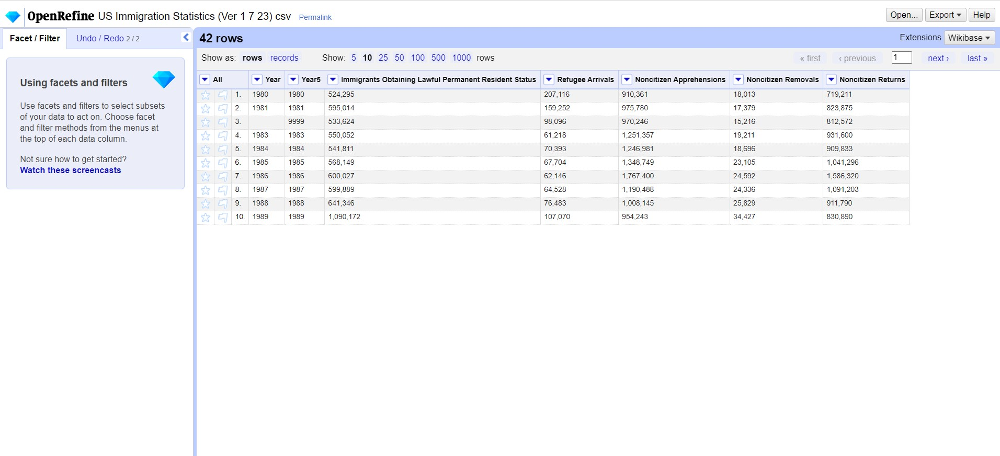 OpenRefine US Immigration Statistics (Ver 1 7 23) csv Permalink Open... Export Help
Facet / Filter Undo / Redo 2 / 2
42 rows Extensions Wikibase
Show as: rows records Show: 5 10 25 50 100 500 1000 rows « first ‹ previous 1 next › last »
Using facets and filters
Use facets and filters to select subsets
of your data to act on. Choose facet
and filter methods from the menus at
the top of each data column.
Not sure how to get started?
Watch these screencasts
All Year Year5 Immigrants Obtaining Lawful Permanent Resident Status Refugee Arrivals Noncitizen Apprehensions Noncitizen Removals Noncitizen Returns
1. 1980 1980 524,295 207,116 910,361 18,013 719,211
2. 1981 1981 595,014 159,252 975,780 17,379 823,875
3. 9999 533,624 98,096 970,246 15,216 812,572
4. 1983 1983 550,052 61,218 1,251,357 19,211 931,600
5. 1984 1984 541,811 70,393 1,246,981 18,696 909,833
6. 1985 1985 568,149 67,704 1,348,749 23,105 1,041,296
7. 1986 1986 600,027 62,146 1,767,400 24,592 1,586,320
8. 1987 1987 599,889 64,528 1,190,488 24,336 1,091,203
9. 1988 1988 641,346 76,483 1,008,145 25,829 911,790
10. 1989 1989 1,090,172 107,070 954,243 34,427 830,890